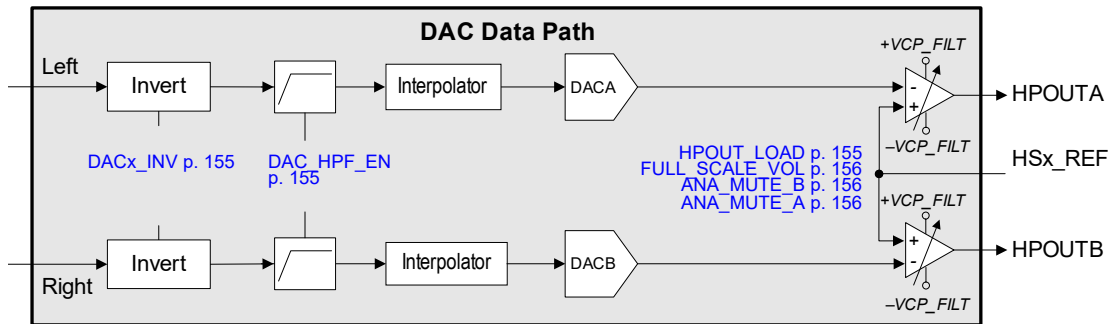 DAC Data Path
Left
Invert
Interpolator
DACA
+VCP_FILT
-
+
–VCP_FILT
HPOUTA
DACx_INV p. 155
DAC_HPF_EN
p. 155
HPOUT_LOAD p. 155
FULL_SCALE_VOL p. 156
ANA_MUTE_B p. 156
ANA_MUTE_A p. 156
HSx_REF
Right
Invert
Interpolator
DACB
+VCP_FILT
+
-
–VCP_FILT
HPOUTB